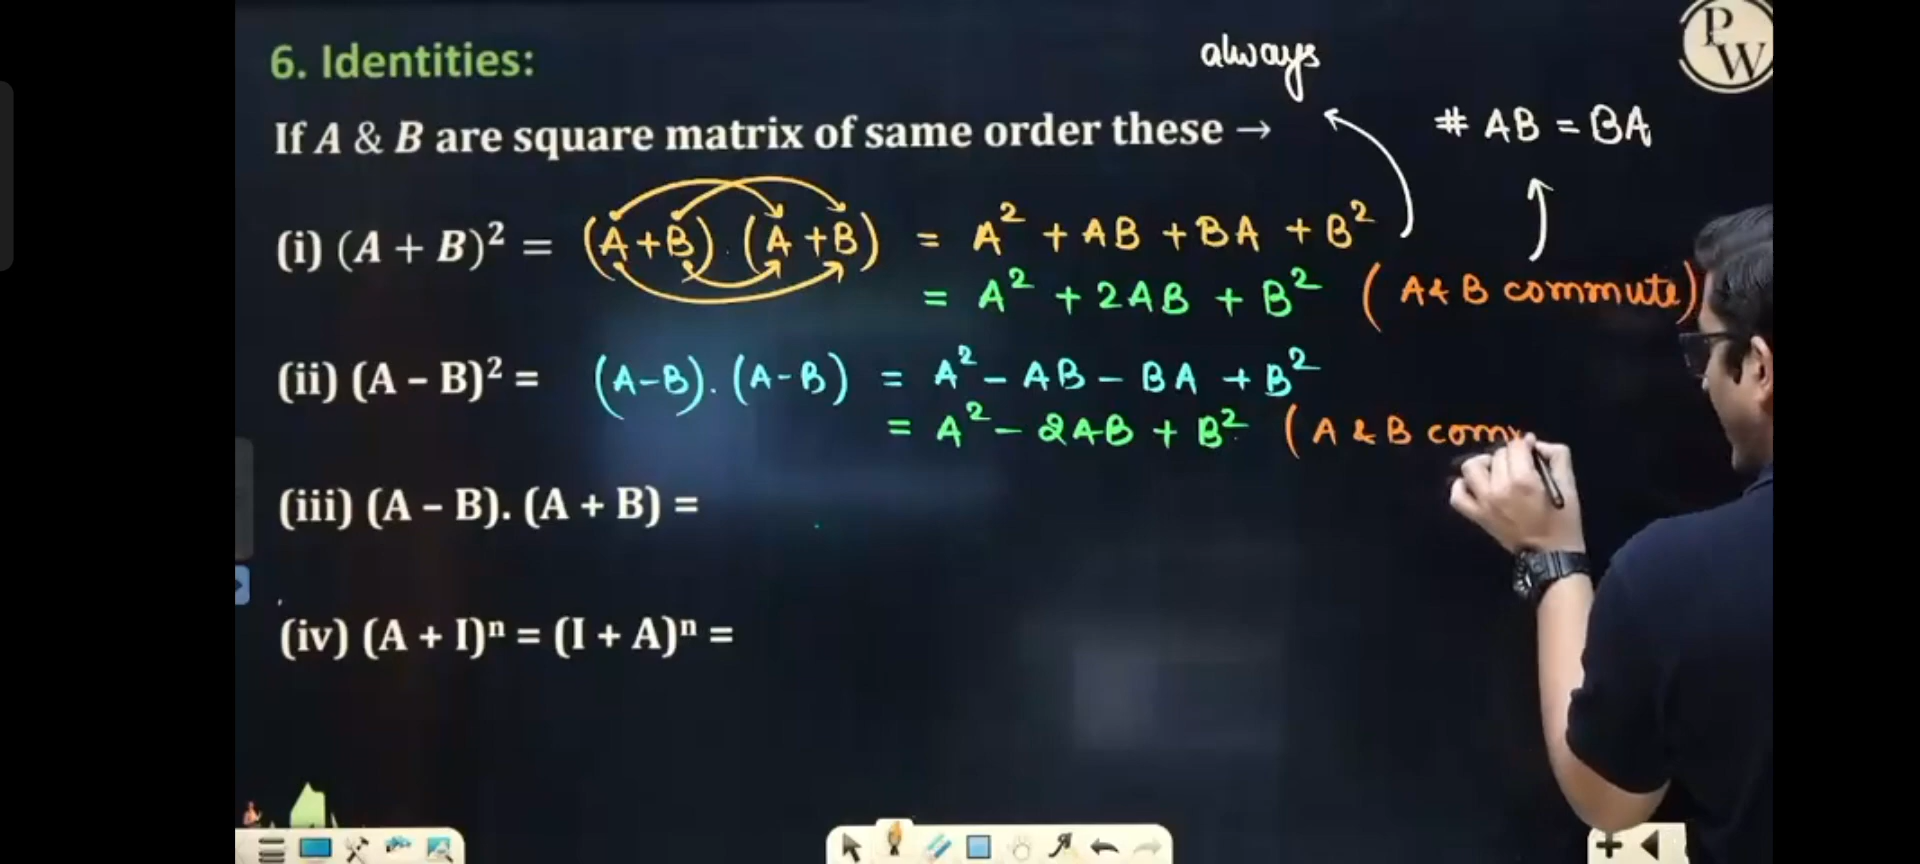 PW
6. Identities:
always
If A & B are square matrix of same order these →
# AB = BA
(i) (A + B)² = (A+B).(A+B) = A² + AB + BA + B²
= A² + 2AB + B² (A & B commute)
(ii) (A – B)² = (A-B).(A-B) = A² - AB - BA + B²
= A² - 2AB + B² (A & B comm
(iii) (A – B). (A + B) =
(iv) (A + I)ⁿ = (I + A)ⁿ =